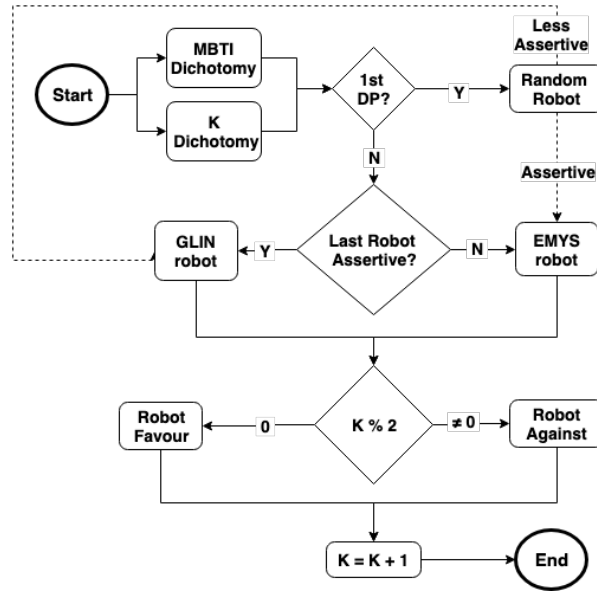 Less
Assertive
MBTI
Dichotomy
Start
1st
DP?
Y
Random
Robot
K
Dichotomy
N
Assertive
GLIN
robot
Y
Last Robot
Assertive?
N
EMYS
robot
Robot
Favour
0
K % 2
≠ 0
Robot
Against
K = K + 1
End